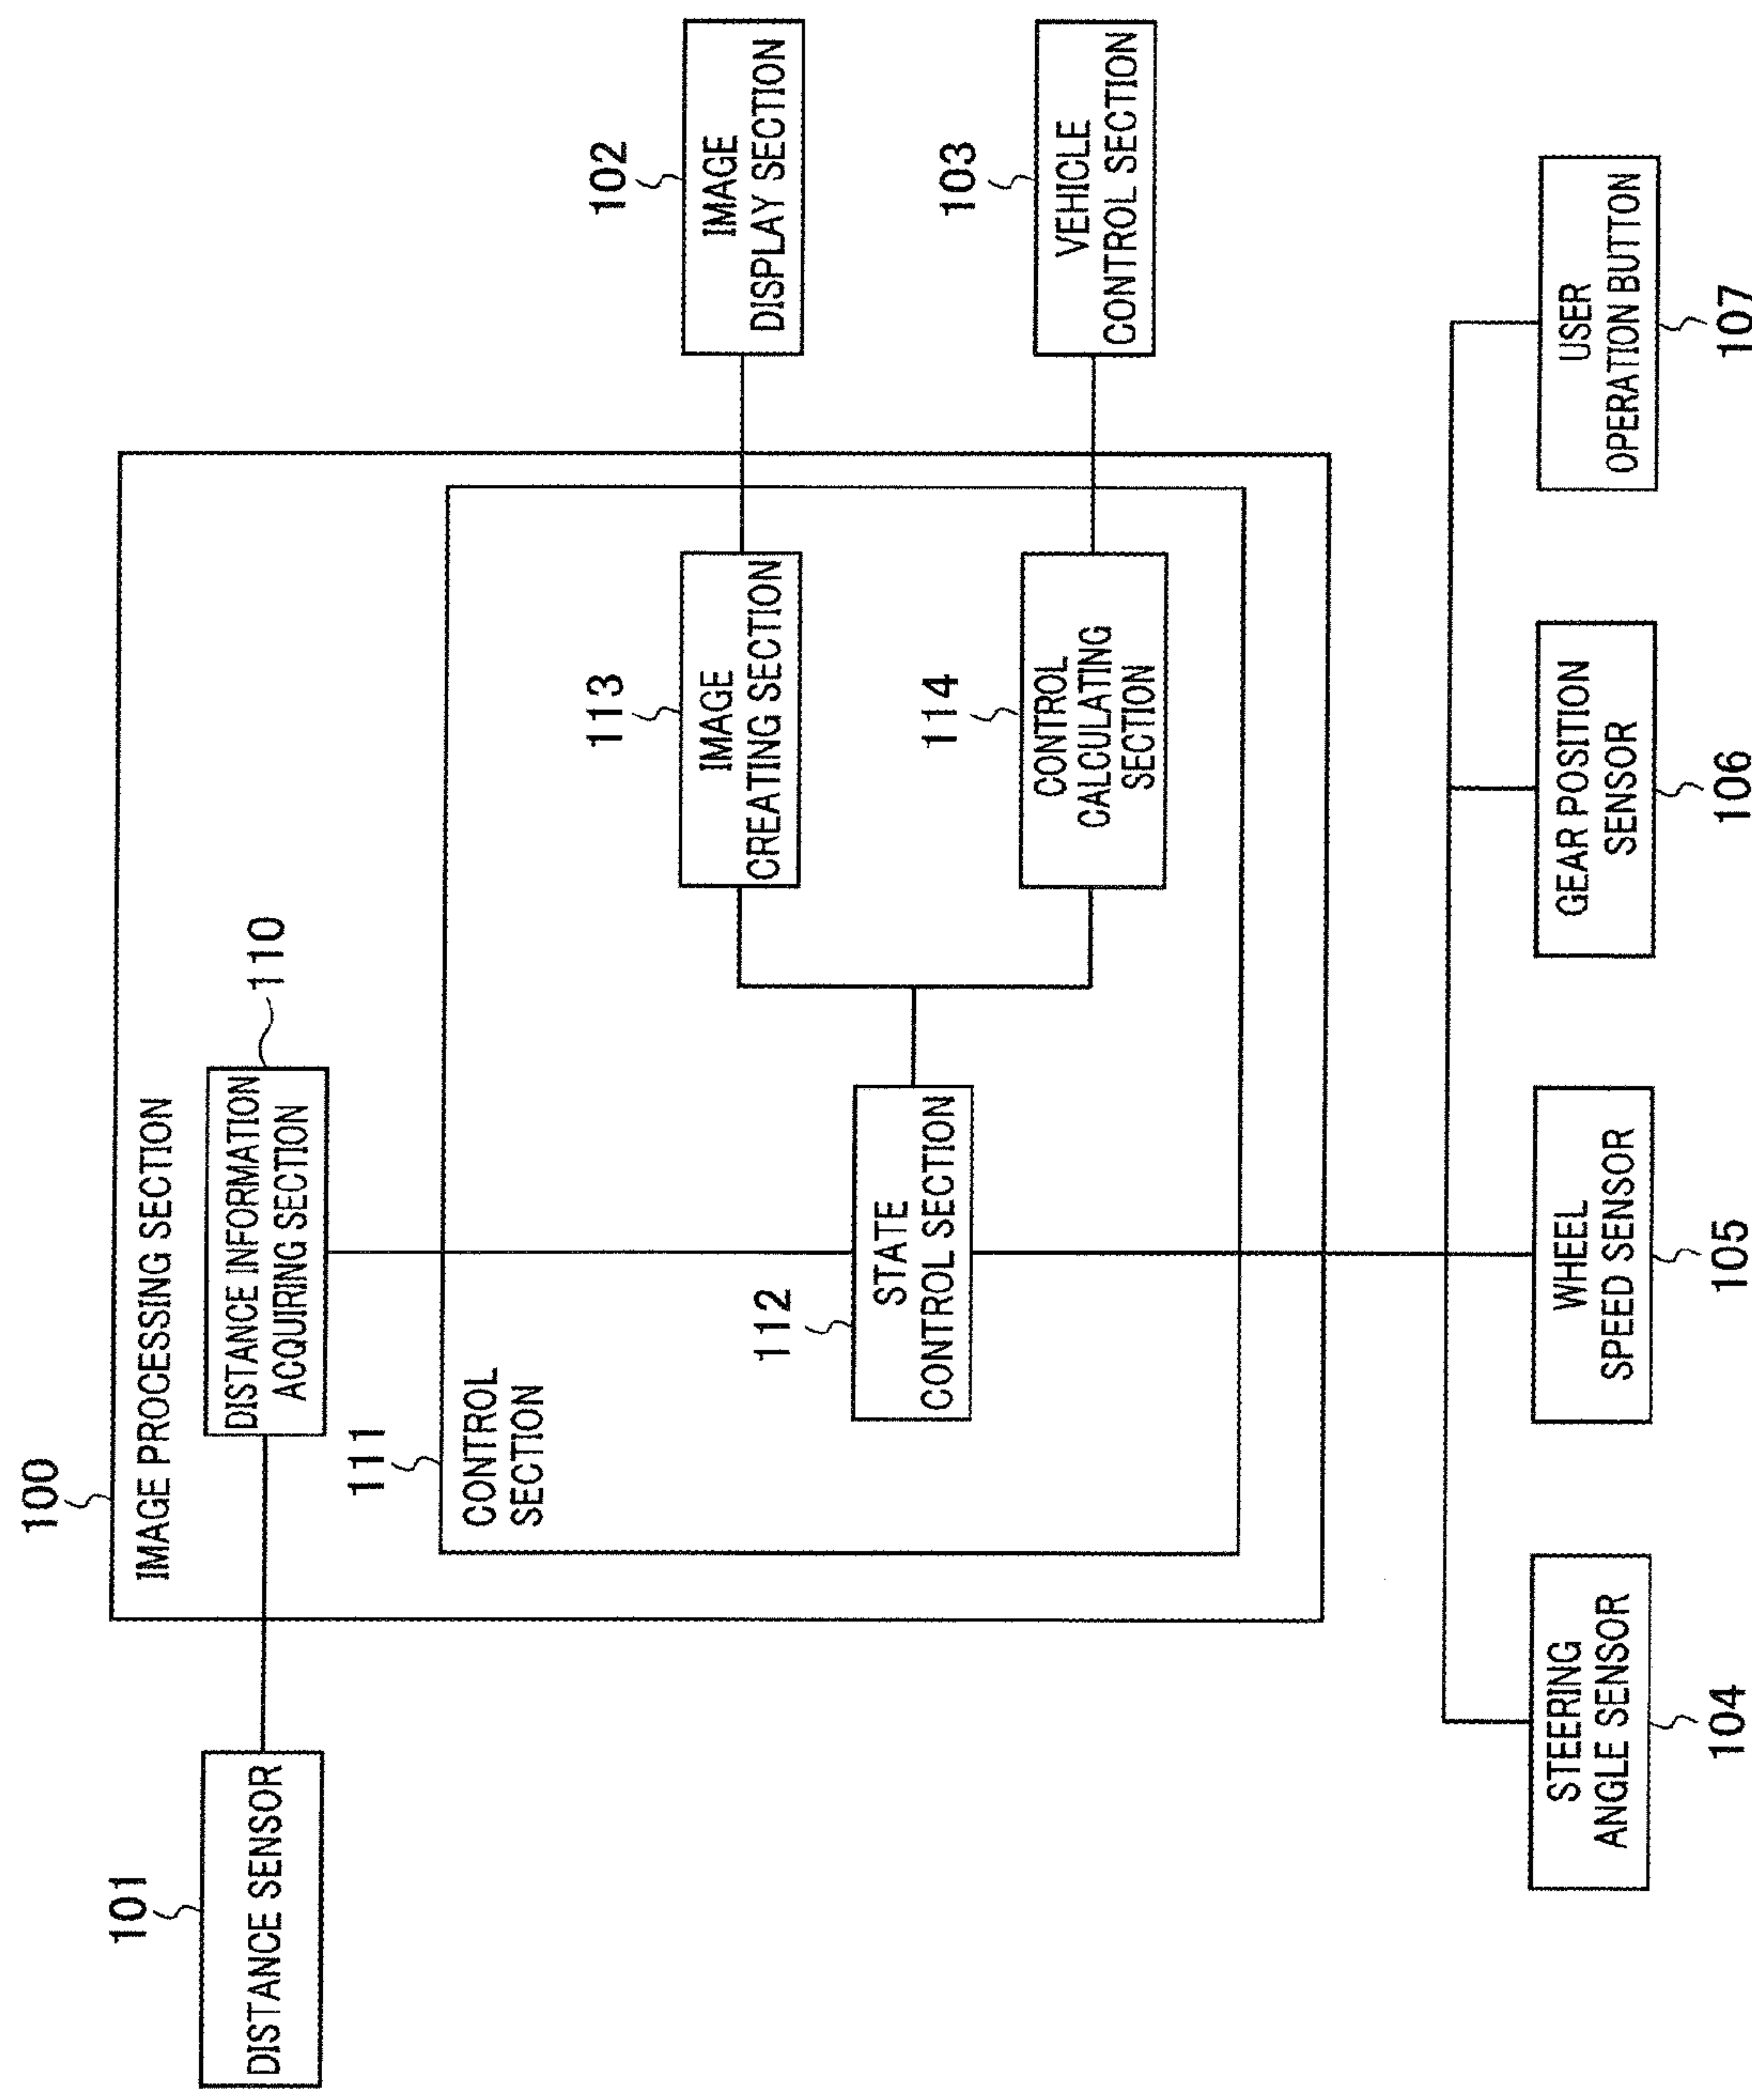 100
IMAGE PROCESSING SECTION
101
DISTANCE SENSOR
110
DISTANCE INFORMATION
ACQUIRING SECTION
111
CONTROL
SECTION
112
STATE
CONTROL SECTION
113
IMAGE
CREATING SECTION
114
CONTROL
CALCULATING
SECTION
102
IMAGE
DISPLAY SECTION
103
VEHICLE
CONTROL SECTION
STEERING
ANGLE SENSOR
104
WHEEL
SPEED SENSOR
105
GEAR POSITION
SENSOR
106
USER
OPERATION BUTTON
107